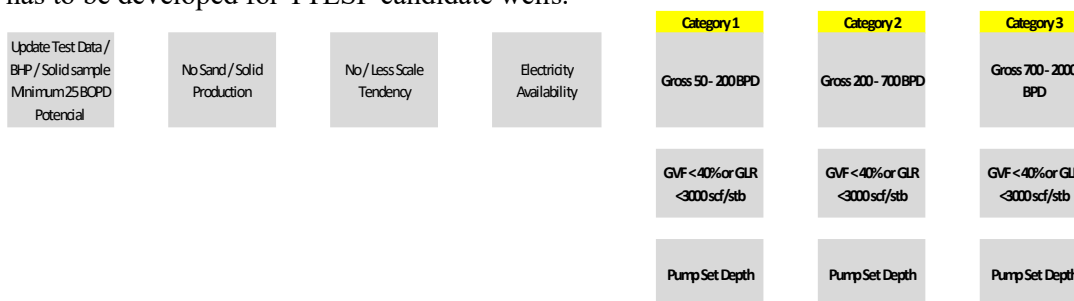 has to be developed for TTESP candidate wells.
Category 1
Category 2
Category 3
Update Test Data /
BHP / Solid sample
Minimum 25 BOPD
Potencial
No Sand / Solid
Production
No / Less Scale
Tendency
Electricity
Availability
Gross 50 - 200 BPD
Gross 200 - 700 BPD
Gross 700 - 2000
BPD
GVF < 40% or GLR
<3000 scf/stb
GVF < 40% or GLR
<3000 scf/stb
GVF < 40% or GL
<3000 scf/stb
Pump Set Depth
Pump Set Depth
Pump Set Depth